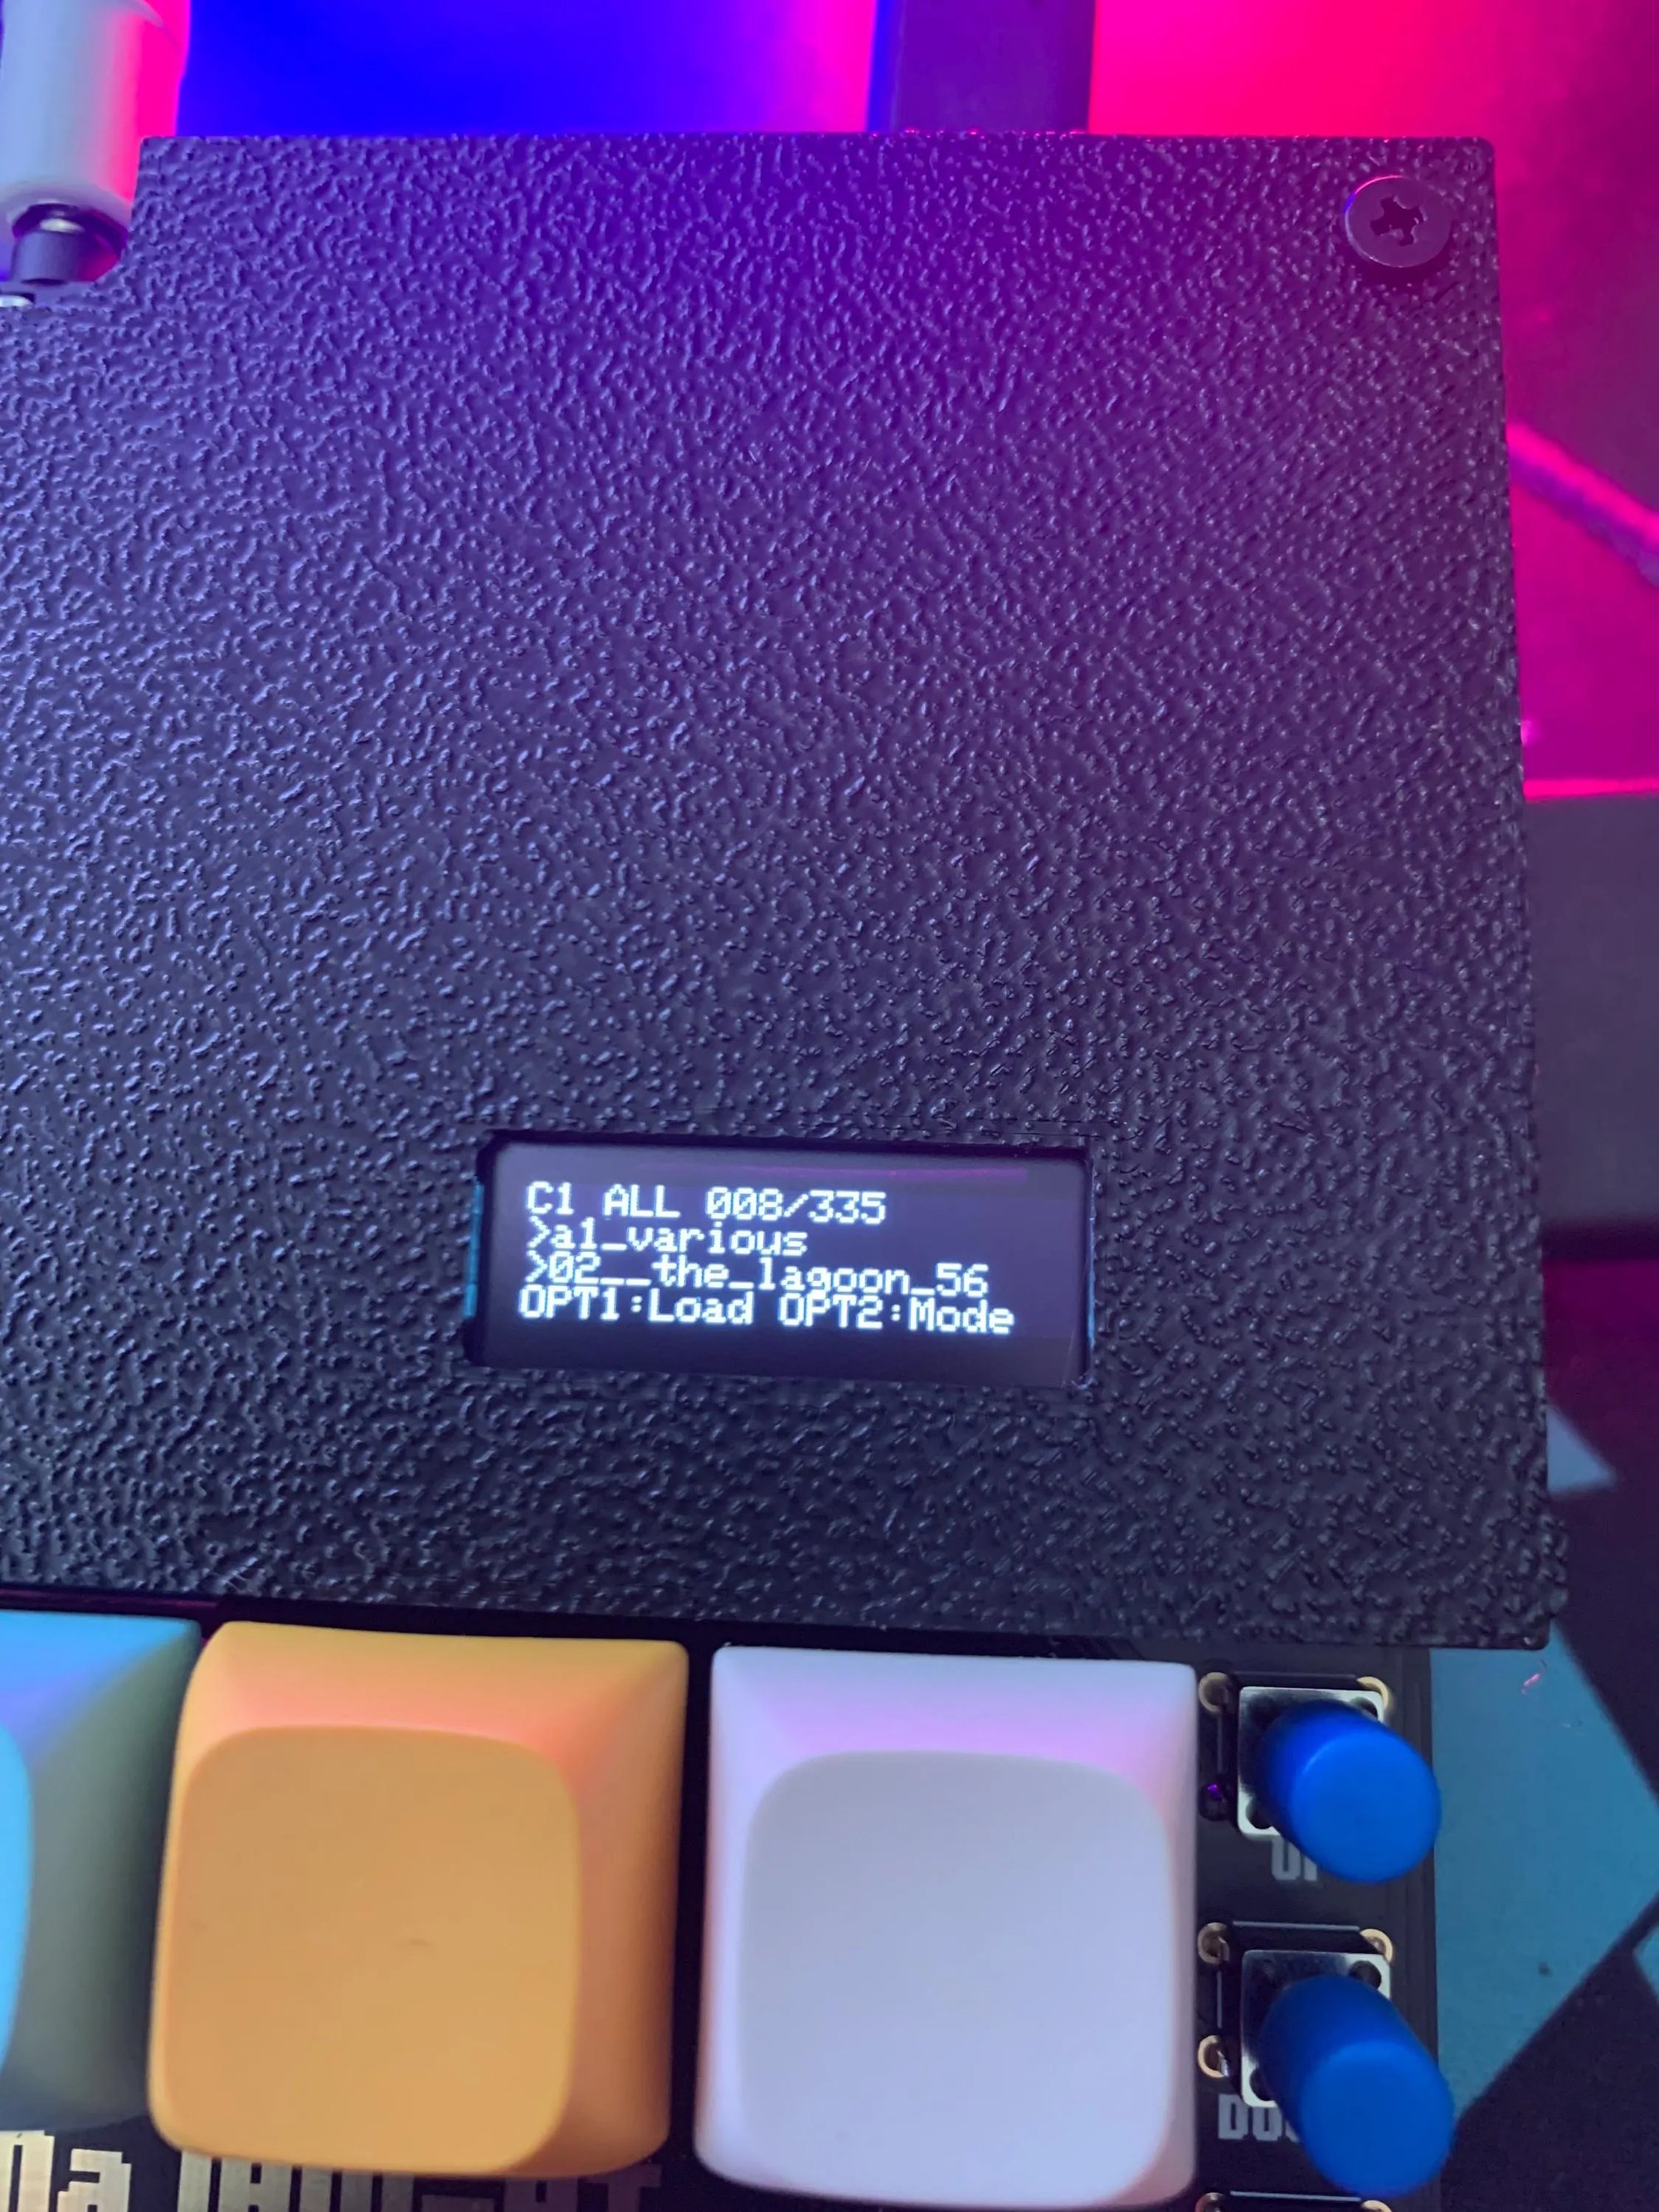 C1 ALL 008/335
>a1_various
>02__the_lagoon_56
OPT1:Load OPT2:Mode